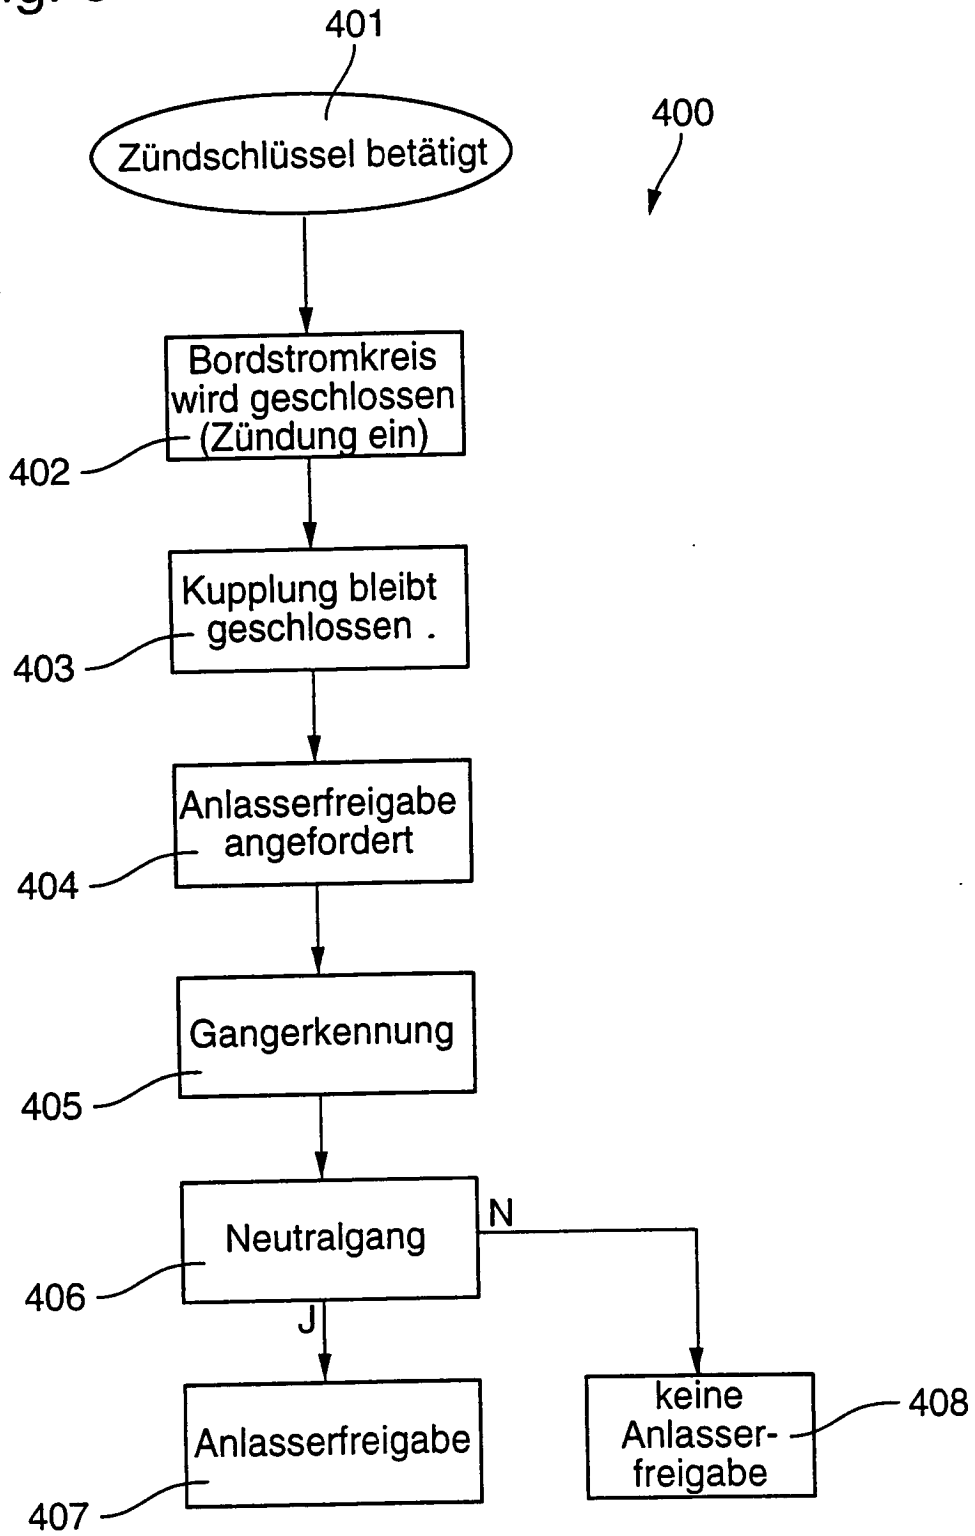 401
400
Zündschlüssel betätigt
Bordstromkreis
wird geschlossen
(Zündung ein)
402
Kupplung bleibt
geschlossen .
403
Anlasserfreigabe
angefordert
404
Gangerkennung
405
N
Neutralgang
406
J
keine
Anlasser-
freigabe
408
Anlasserfreigabe
407